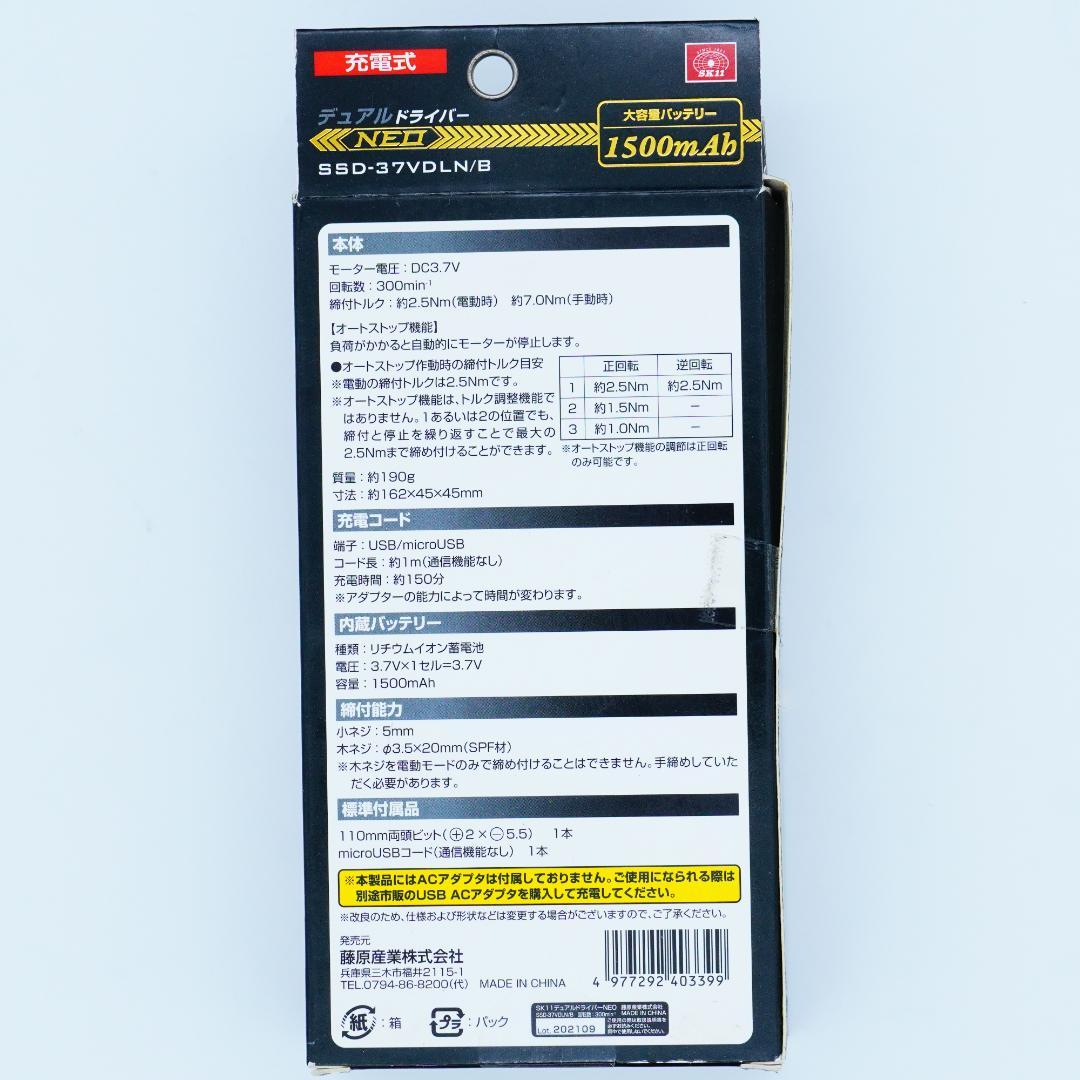 充電式
SINCE 1961
SK11
デュアルドライバー
NEO
SSD-37VDLN/B
大容量バッテリー
1500mAh
本体
モーター電圧：DC3.7V
回転数：300min-1
締付トルク：約2.5Nm(電動時) 約7.0Nm(手動時)
【オートストップ機能】
負荷がかかると自動的にモーターが停止します。
●オートストップ作動時の締付トルク目安
※電動の締付トルクは2.5Nmです。
※オートストップ機能は、トルク調整機能で
はありません。1あるいは2の位置でも、
締付と停止を繰り返すことで最大の
2.5Nmまで締め付けることができます。
正回転 逆回転
1 約2.5Nm 約2.5Nm
2 約1.5Nm －
3 約1.0Nm －
※オートストップ機能の調節は正回転
のみ可能です。
質量：約190g
寸法：約162×45×45mm
充電コード
端子：USB/microUSB
コード長：約1m(通信機能なし)
充電時間：約150分
※アダプターの能力によって時間が変わります。
内蔵バッテリー
種類：リチウムイオン蓄電池
電圧：3.7V×1セル=3.7V
容量：1500mAh
締付能力
小ネジ：5mm
木ネジ：φ3.5×20mm(SPF材)
※木ネジを電動モードのみで締め付けることはできません。手締めしていた
だく必要があります。
標準付属品
110mm両頭ビット(⊕2×⊖5.5) 1本
microUSBコード(通信機能なし) 1本
※本製品にはACアダプタは付属しておりません。ご使用になられる際は
別途市販のUSB ACアダプタを購入して充電してください。
※改良のため、仕様および形状などは変更する場合がございますので、ご了承ください。
発売元
藤原産業株式会社
兵庫県三木市福井2115-1
TEL.0794-86-8200(代) MADE IN CHINA
4 977292 403399
紙：箱
プラ：パック
SK11デュアルドライバーNEO 藤原産業株式会社
SSD-37VDLN/B 回転数：300min-1 MADE IN CHINA
Lot. 202109